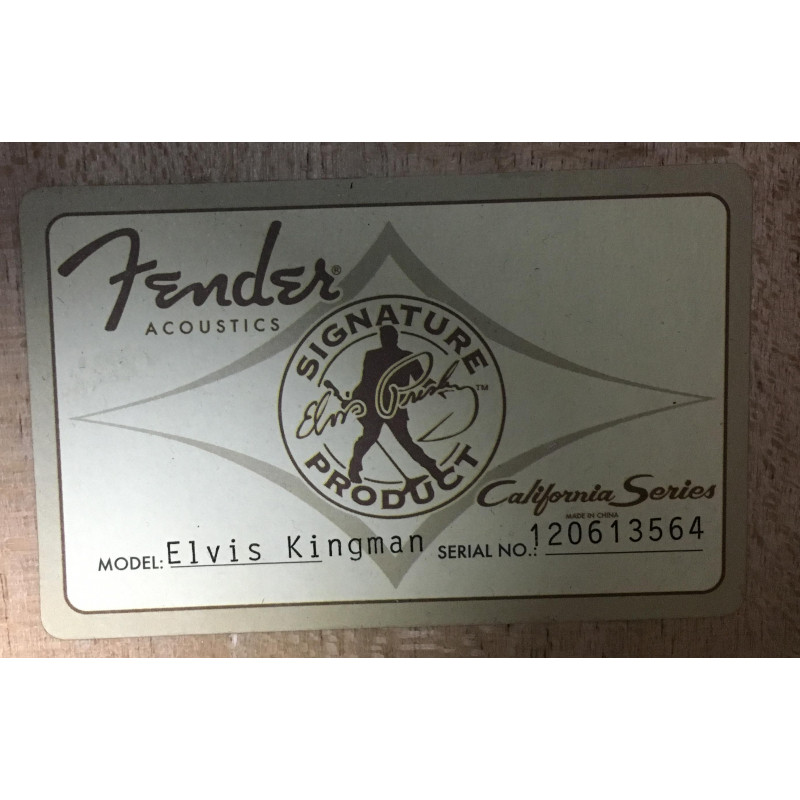 Fender®
ACOUSTICS
SIGNATURE
Elvis Presley™
PRODUCT
California Series
MADE IN CHINA
MODEL: Elvis Kingman SERIAL NO.: 120613564